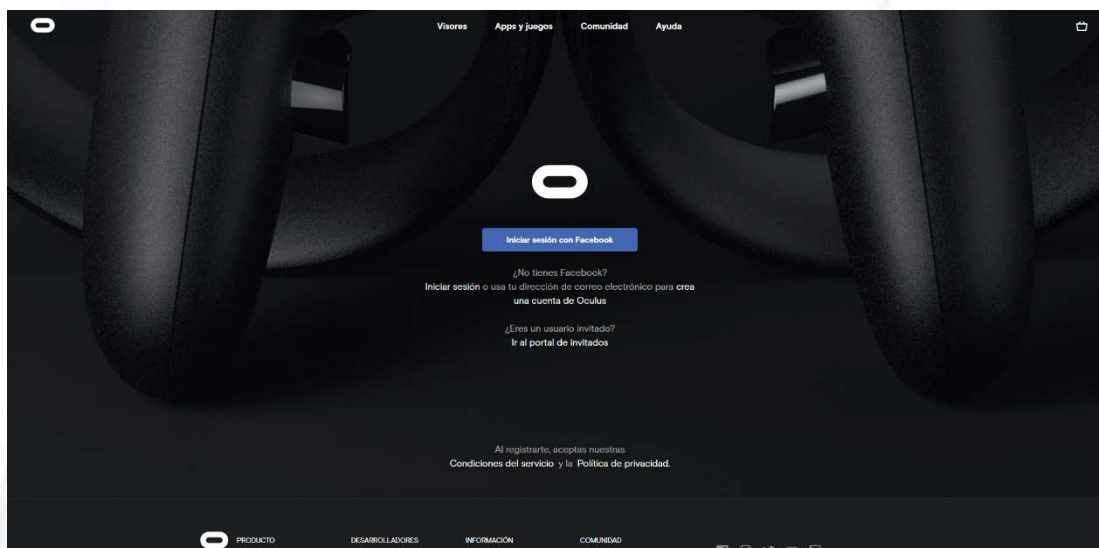 Visores Apps y juegos Comunidad Ayuda
Iniciar sesión con Facebook
¿No tienes Facebook?
Iniciar sesión o usa tu dirección de correo electrónico para crea
una cuenta de Oculus
¿Eres un usuario invitado?
Ir al portal de invitados
Al registrarte, aceptas nuestras
Condiciones del servicio y la Política de privacidad.
PRODUCTO DESARROLLADORES INFORMACIÓN COMUNIDAD